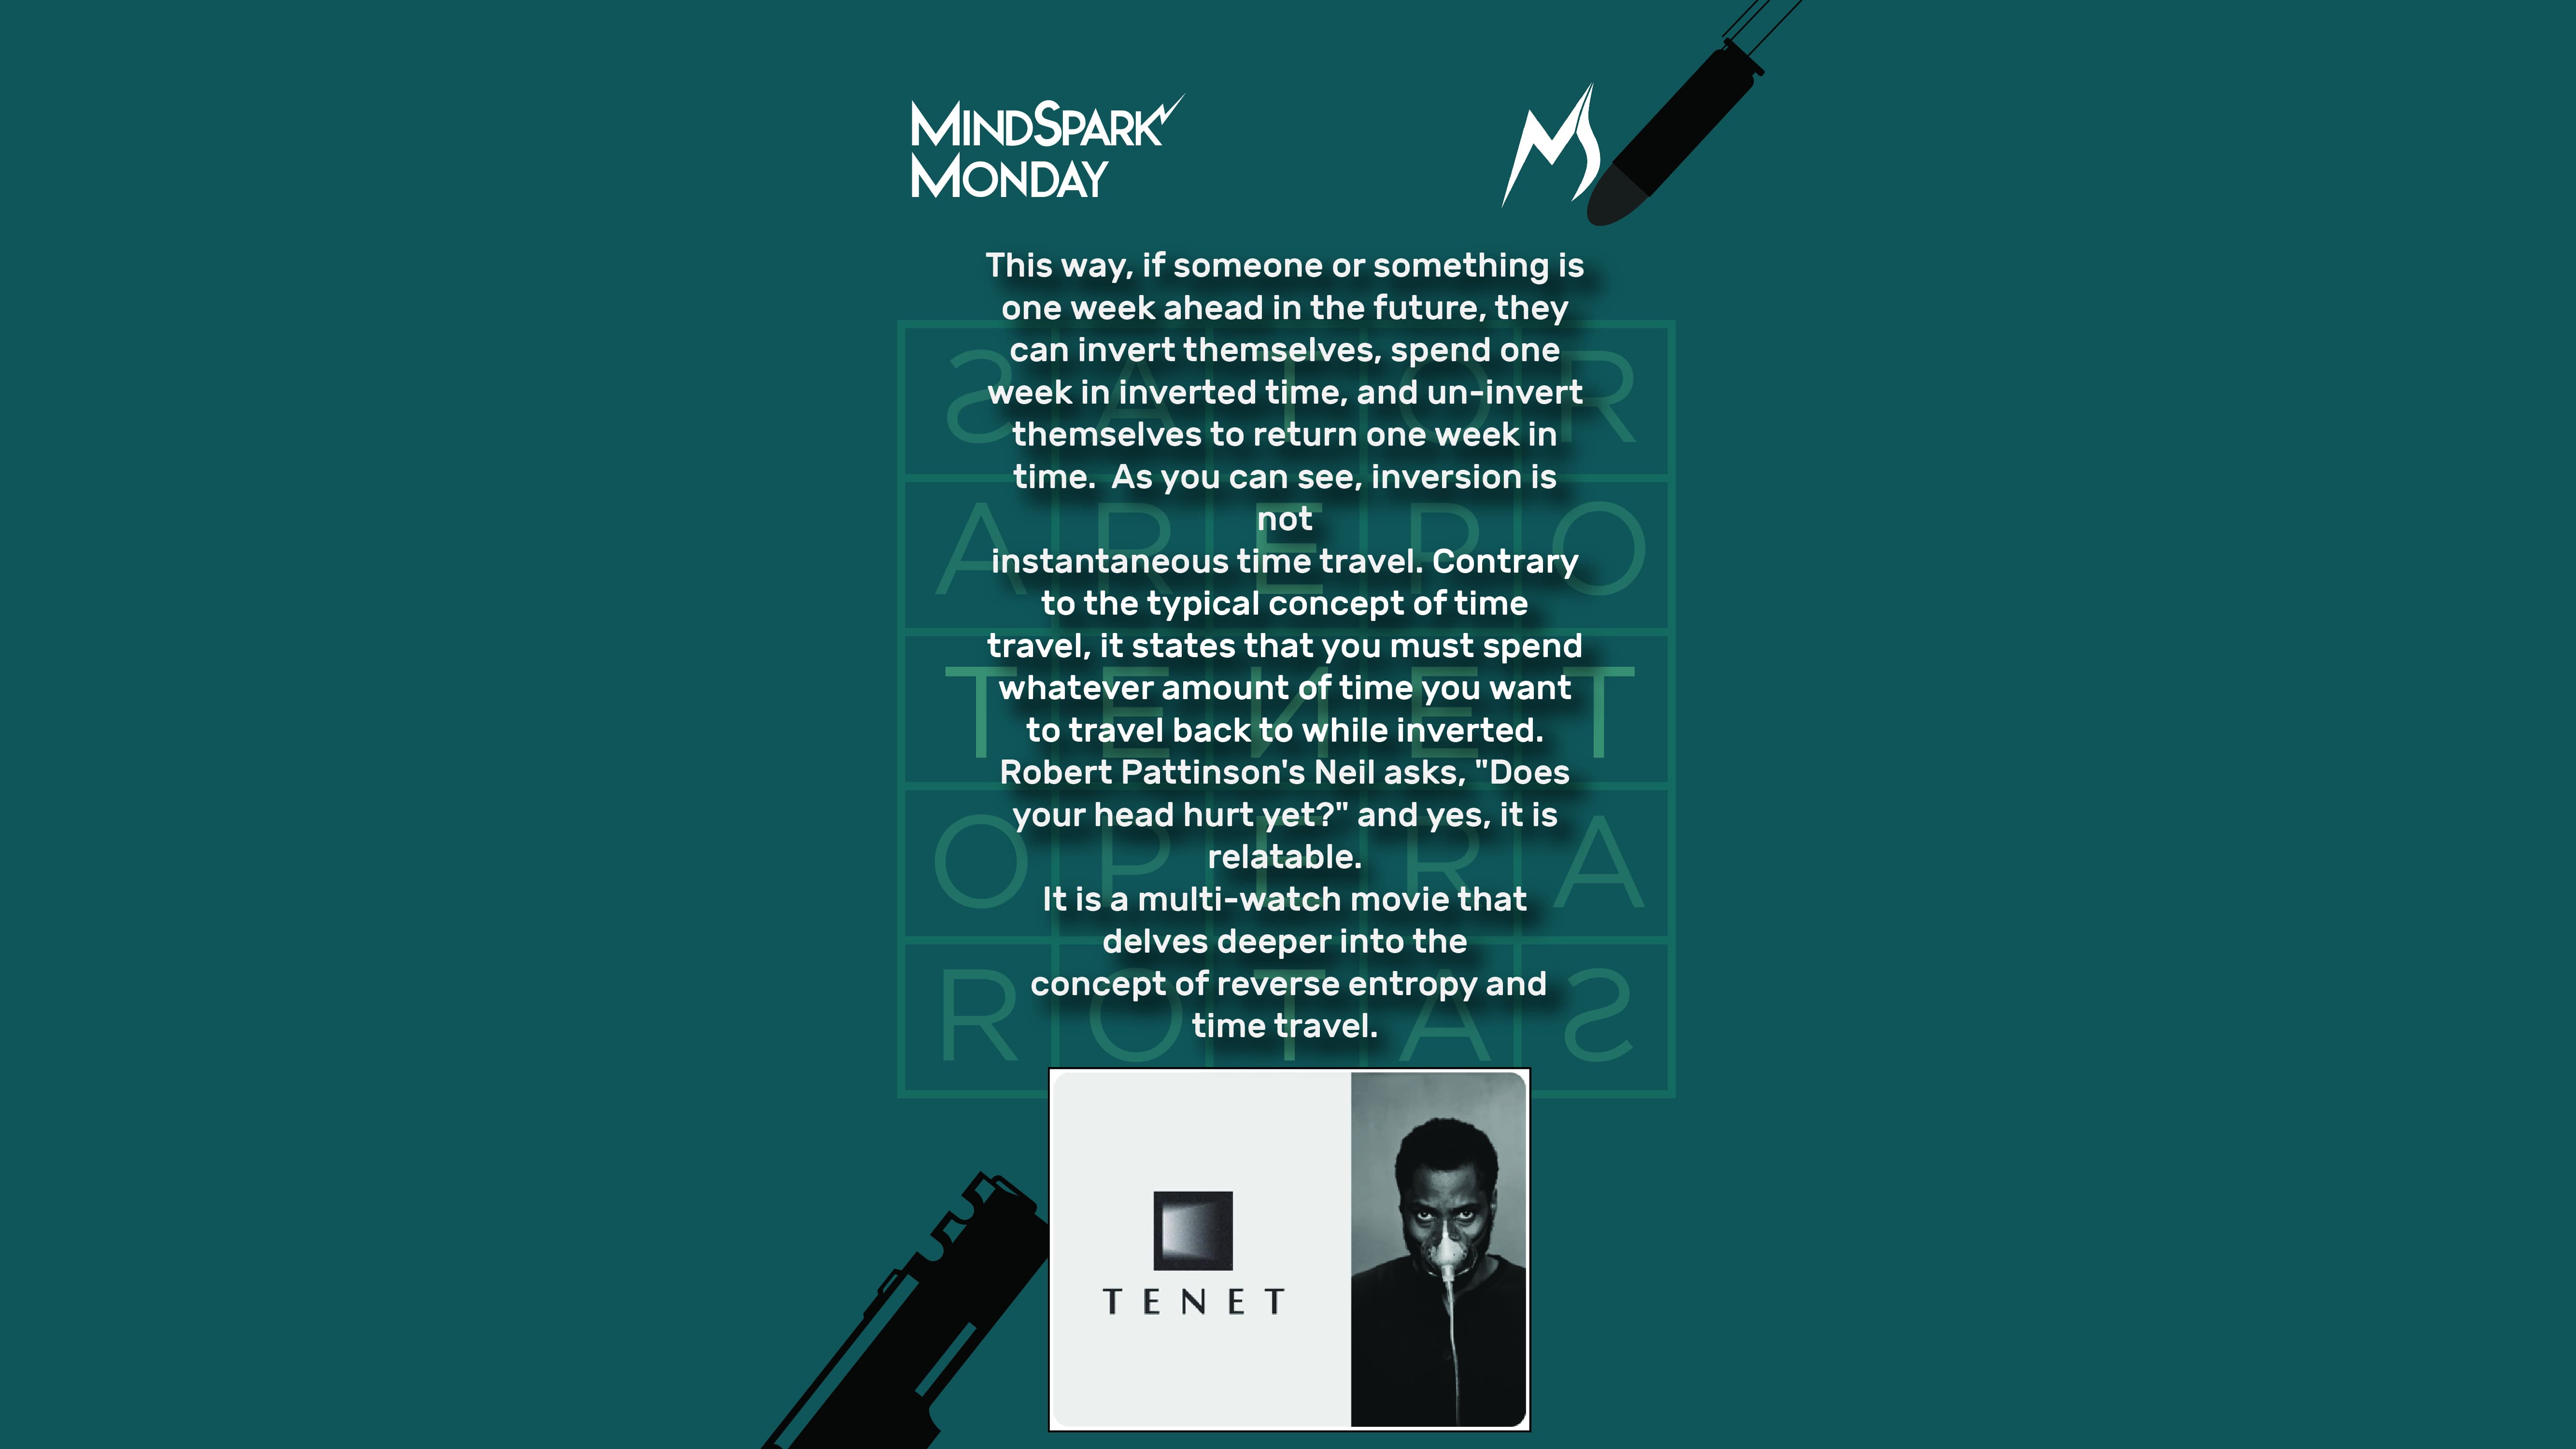 MINDSPARK
MONDAY
This way, if someone or something is
one week ahead in the future, they
can invert themselves, spend one
week in inverted time, and un-invert
themselves to return one week in
time.  As you can see, inversion is
not
instantaneous time travel. Contrary
to the typical concept of time
travel, it states that you must spend
whatever amount of time you want
to travel back to while inverted.
Robert Pattinson's Neil asks, "Does
your head hurt yet?" and yes, it is
relatable.
It is a multi-watch movie that
delves deeper into the
concept of reverse entropy and
time travel.
S A T O R
A R E P O
T E N E T
O P E R A
R O T A S
TENET